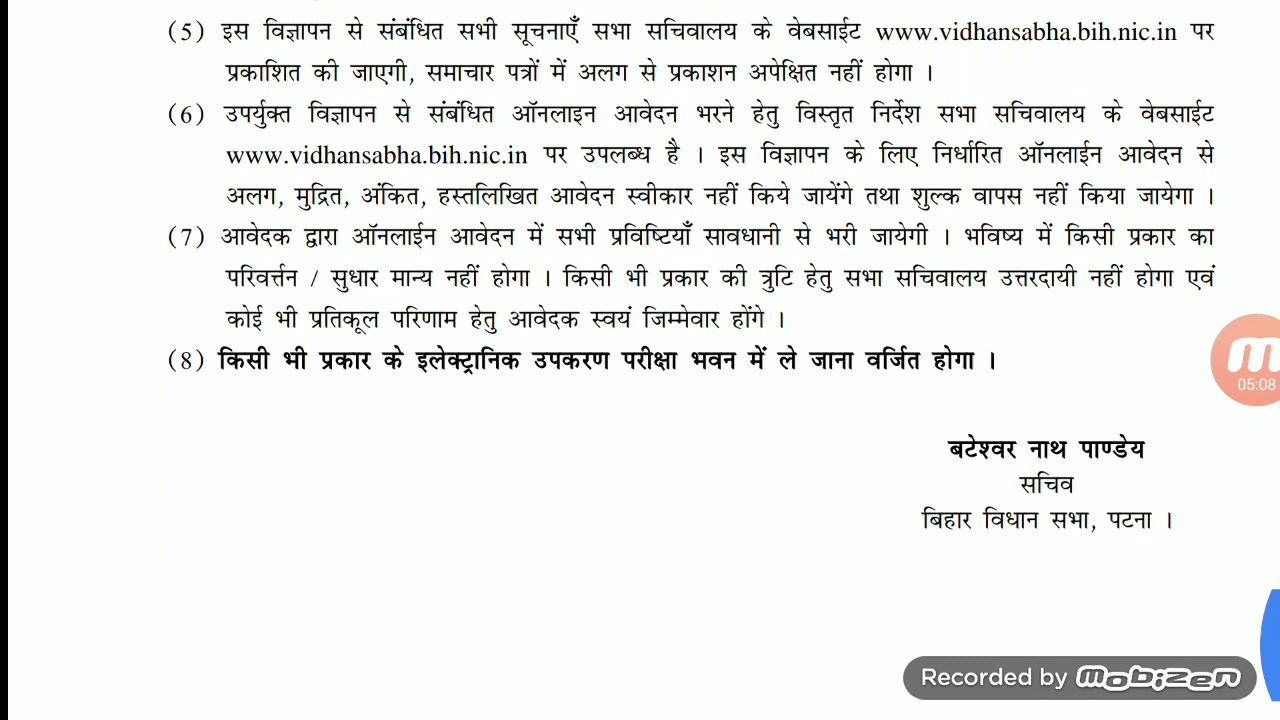 (5) इस विज्ञापन से संबंधित सभी सूचनाएँ सभा सचिवालय के वेबसाईट www.vidhansabha.bih.nic.in पर
प्रकाशित की जाएगी, समाचार पत्रों में अलग से प्रकाशन अपेक्षित नहीं होगा ।
(6) उपर्युक्त विज्ञापन से संबंधित ऑनलाइन आवेदन भरने हेतु विस्तृत निर्देश सभा सचिवालय के वेबसाईट
www.vidhansabha.bih.nic.in पर उपलब्ध है । इस विज्ञापन के लिए निर्धारित ऑनलाईन आवेदन से
अलग, मुद्रित, अंकित, हस्तलिखित आवेदन स्वीकार नहीं किये जायेंगे तथा शुल्क वापस नहीं किया जायेगा ।
(7) आवेदक द्वारा ऑनलाईन आवेदन में सभी प्रविष्टियाँ सावधानी से भरी जायेगी । भविष्य में किसी प्रकार का
परिवर्त्तन / सुधार मान्य नहीं होगा । किसी भी प्रकार की त्रुटि हेतु सभा सचिवालय उत्तरदायी नहीं होगा एवं
कोई भी प्रतिकूल परिणाम हेतु आवेदक स्वयं जिम्मेवार होंगे ।
(8) किसी भी प्रकार के इलेक्ट्रानिक उपकरण परीक्षा भवन में ले जाना वर्जित होगा ।
05:08
बटेश्वर नाथ पाण्डेय
सचिव
बिहार विधान सभा, पटना ।
Recorded by mobizen